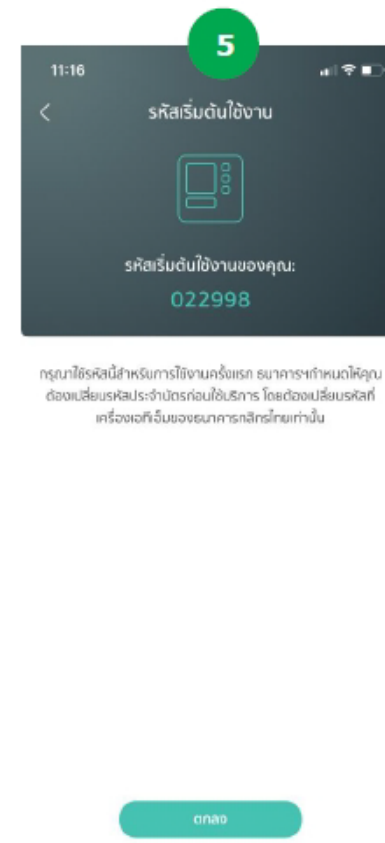 5
11:16
รหัสเริ่มต้นใช้งาน
รหัสเริ่มต้นใช้งานของคุณ:
022998
กรุณาใช้รหัสนี้สำหรับการใช้งานครั้งแรก ธนาคารฯกำหนดให้คุณ
ต้องเปลี่ยนรหัสประจำบัตรก่อนใช้บริการ โดยต้องเปลี่ยนรหัสที่
เครื่องเอทีเอ็มของธนาคารกสิกรไทยเท่านั้น
ตกลง